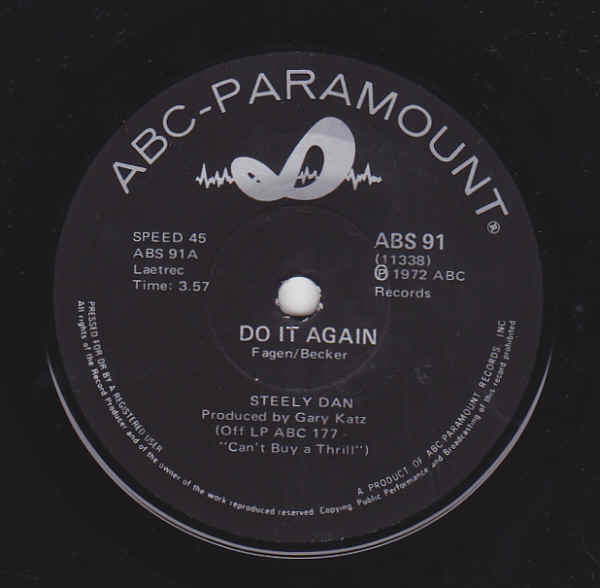 ABC-PARAMOUNT®
SPEED 45
ABS 91A
Laetrec
Time: 3.57
ABS 91
(11338)
℗ 1972 ABC
Records
DO IT AGAIN
Fagen/Becker
STEELY DAN
Produced by Gary Katz
(Off LP ABC 177 -
"Can't Buy a Thrill")
PRESSED FOR OR BY A REGISTERED USER
A PRODUCT OF ABC-PARAMOUNT RECORDS, INC
All rights of the Record Producer and of the owner of the work reproduced reserved. Copying, Public Performance and Broadcasting of this record prohibited